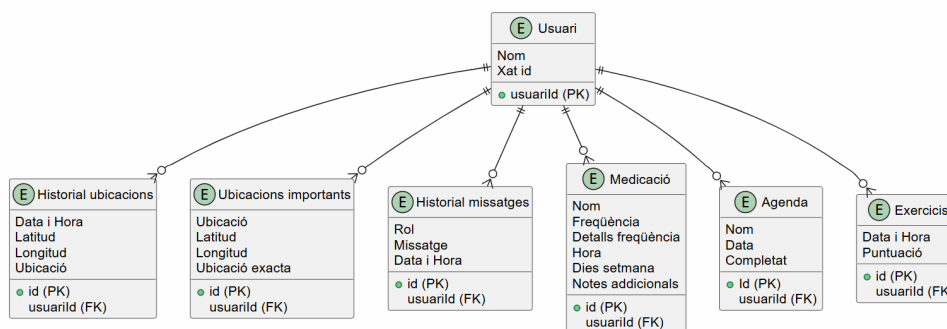 E Usuari
Nom
Xat id
usuariId (PK)
E Historial ubicacions
Data i Hora
Latitud
Longitud
Ubicació
id (PK)
usuariId (FK)
E Ubicacions importants
Ubicació
Latitud
Longitud
Ubicació exacta
id (PK)
usuariId (FK)
E Historial missatges
Rol
Missatge
Data i Hora
id (PK)
usuariId (FK)
E Medicació
Nom
Freqüència
Detalls freqüència
Hora
Dies setmana
Notes addicionals
id (PK)
usuariId (FK)
E Agenda
Nom
Data
Completat
Id (PK)
usuariId (FK)
E Exercicis
Data i Hora
Puntuació
id (PK)
usuariId (FK)